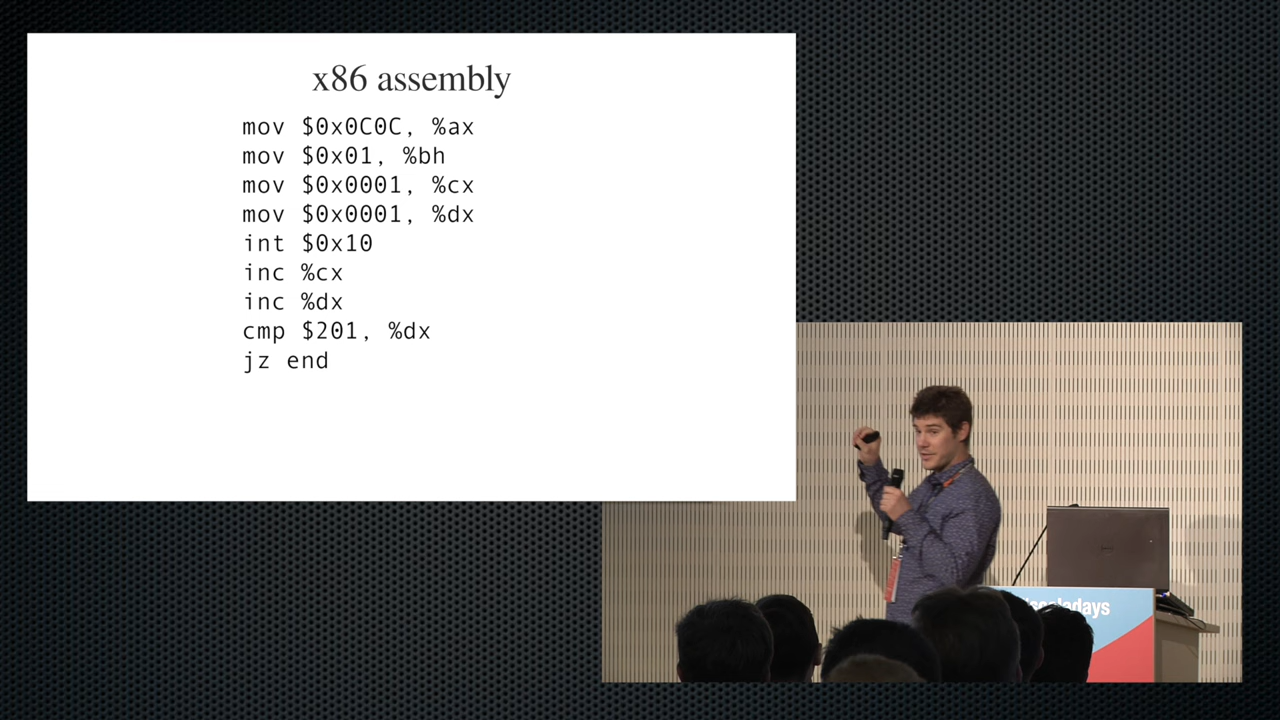 x86 assembly
mov $0x0C0C, %ax
mov $0x01, %bh
mov $0x0001, %cx
mov $0x0001, %dx
int $0x10
inc %cx
inc %dx
cmp $201, %dx
jz end